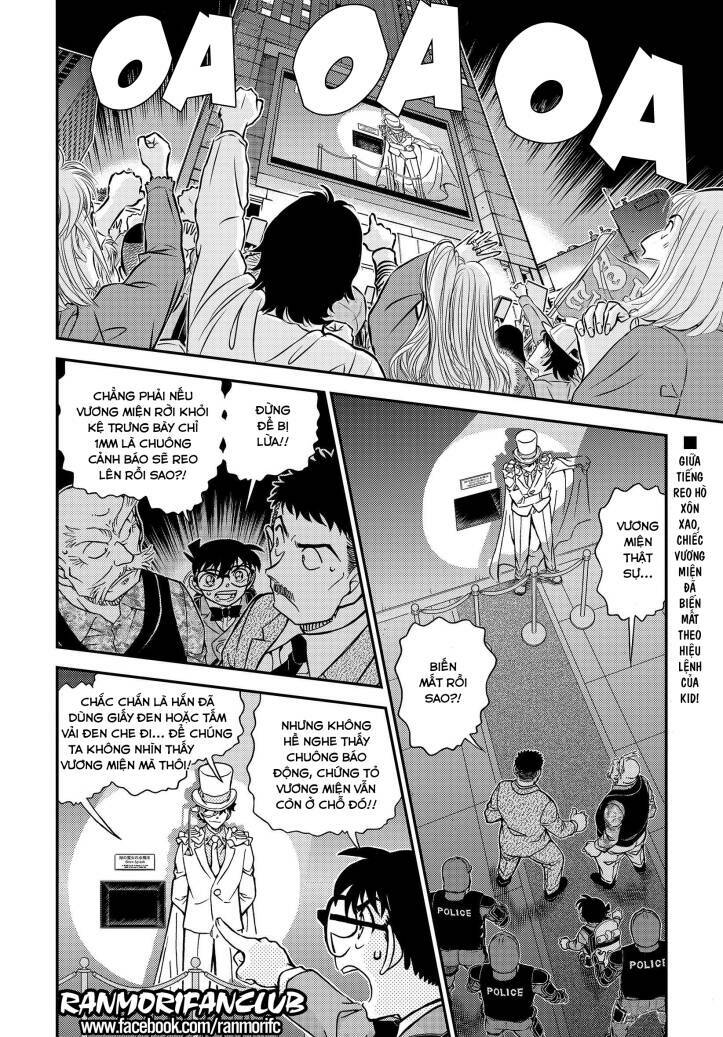 OA OA OA
GIỮA
TIẾNG
REO HÒ
XÔN
XAO,
CHIẾC
VƯƠNG
MIỆN
ĐÃ
BIẾN
MẤT
THEO
HIỆU
LỆNH
CỦA
KID!
VƯƠNG
MIỆN THẬT
SỰ...
BIẾN
MẤT RỒI
SAO?!
ĐỪNG
ĐỂ BỊ
LỪA!!
CHẲNG PHẢI NẾU
VƯƠNG MIỆN RỜI KHỎI
KỆ TRƯNG BÀY CHỈ
1MM LÀ CHUÔNG
CẢNH BÁO SẼ REO
LÊN RỒI SAO?!
CHẮC CHẮN LÀ HẮN ĐÃ
DÙNG GIẤY ĐEN HOẶC TẤM
VẢI ĐEN CHE ĐI... ĐỂ CHÚNG
TA KHÔNG NHÌN THẤY
VƯƠNG MIỆN MÀ THÔI!
NHƯNG KHÔNG
HỀ NGHE THẤY
CHUÔNG BÁO
ĐỘNG, CHỨNG TỎ
VƯƠNG MIỆN VẪN
CÒN Ở CHỖ ĐÓ!!
POLICE
POLICE
POLICE
RANMORIFANCLUB
www.facebook.com/ranmorifc